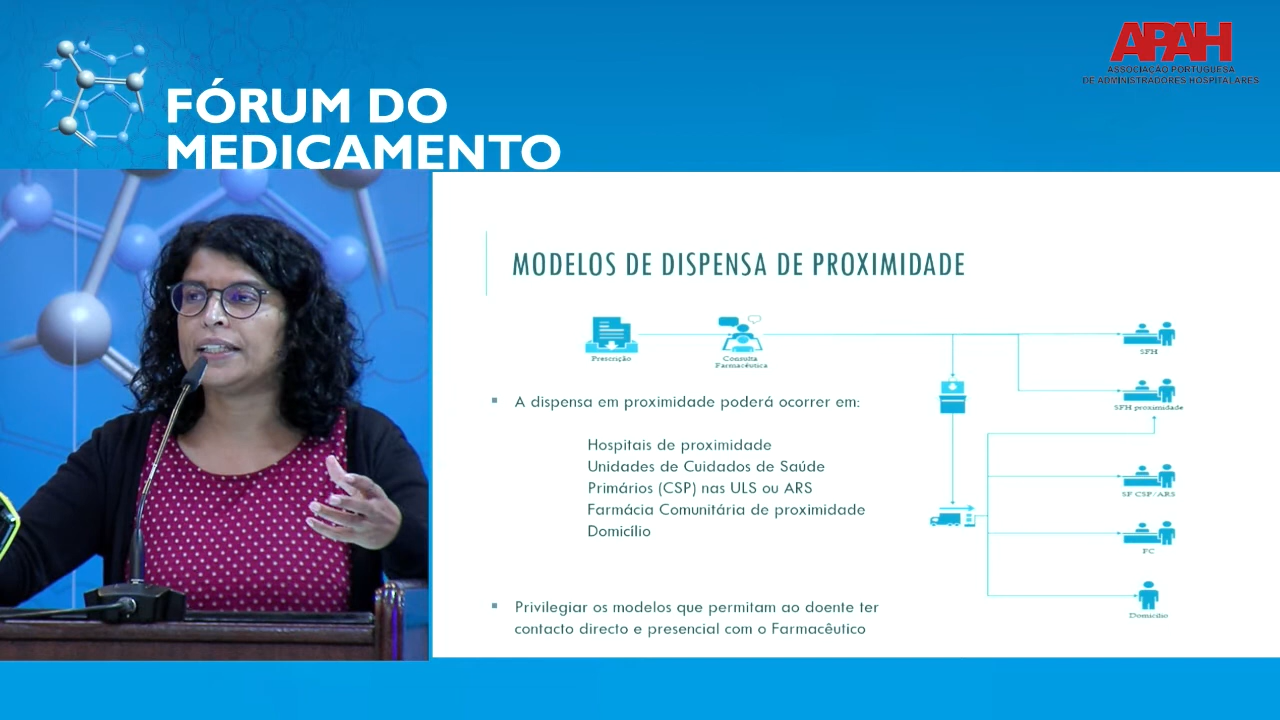 APAH
ASSOCIAÇÃO PORTUGUESA
DE ADMINISTRADORES HOSPITALARES
FÓRUM DO
MEDICAMENTO
MODELOS DE DISPENSA DE PROXIMIDADE
Prescrição
Consulta
Farmacêutica
SFH
SFH proximidade
A dispensa em proximidade poderá ocorrer em:
Hospitais de proximidade
Unidades de Cuidados de Saúde
Primários (CSP) nas ULS ou ARS
Farmácia Comunitária de proximidade
Domicílio
SF CSP/ARS
FC
Domicílio
Privilegiar os modelos que permitam ao doente ter
contacto directo e presencial com o Farmacêutico